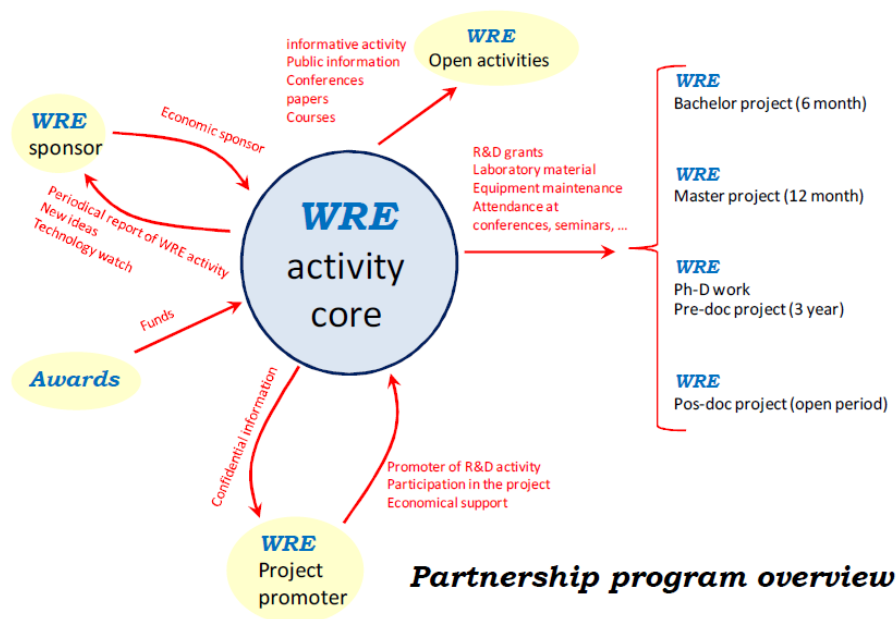 WRE
Open activities
informative activity
Public information
Conferences
papers
Courses
WRE
sponsor
Economic sponsor
Periodical report of WRE activity
New ideas
Technology watch
WRE
activity
core
R&D grants
Laboratory material
Equipment maintenance
Attendance at
conferences, seminars, ...
WRE
Bachelor project (6 month)
WRE
Master project (12 month)
WRE
Ph-D work
Pre-doc project (3 year)
WRE
Pos-doc project (open period)
Funds
Awards
Confidential information
Promoter of R&D activity
Participation in the project
Economical support
WRE
Project
promoter
Partnership program overview